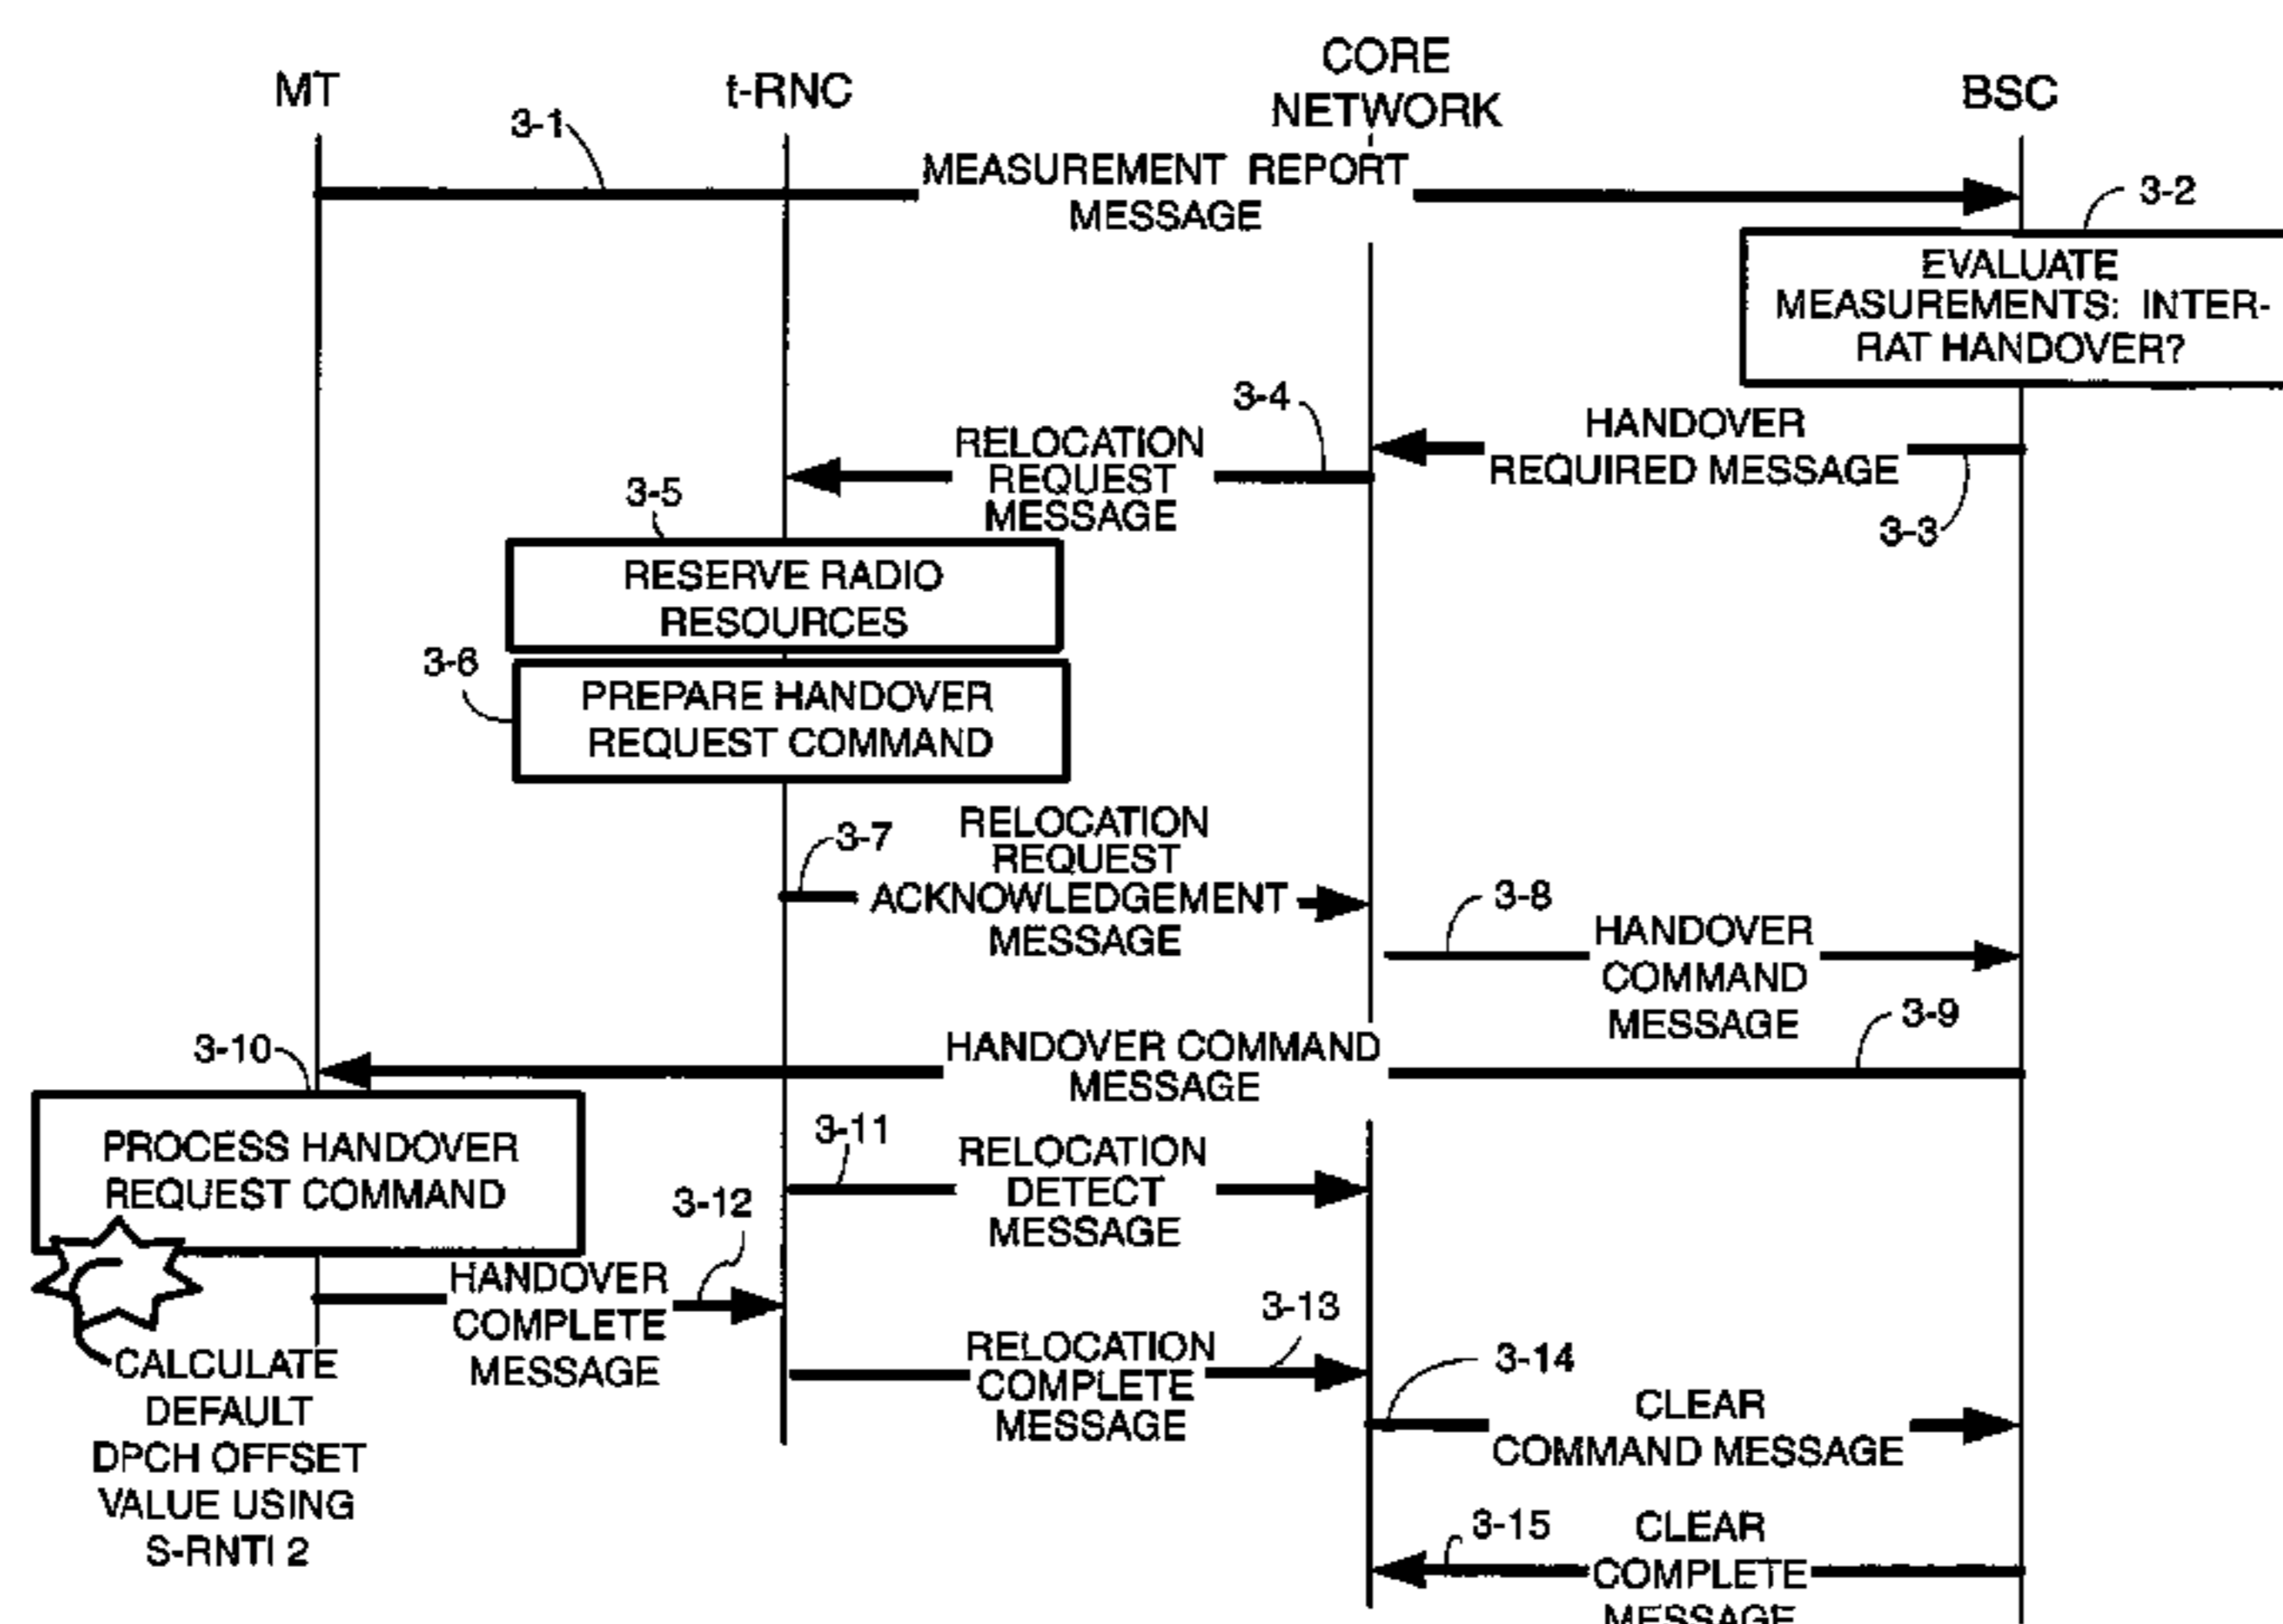 MT
t-RNC
CORE
NETWORK
BSC
3-1
MEASUREMENT REPORT
MESSAGE
3-2
EVALUATE
MEASUREMENTS: INTER-
RAT HANDOVER?
3-4
RELOCATION
REQUEST
MESSAGE
HANDOVER
REQUIRED MESSAGE
3-3
3-5
RESERVE RADIO
RESOURCES
3-6
PREPARE HANDOVER
REQUEST COMMAND
3-7
RELOCATION
REQUEST
ACKNOWLEDGEMENT
MESSAGE
3-8
HANDOVER
COMMAND
MESSAGE
3-9
HANDOVER COMMAND
MESSAGE
3-10
PROCESS HANDOVER
REQUEST COMMAND
3-11
RELOCATION
DETECT
MESSAGE
3-12
HANDOVER
COMPLETE
MESSAGE
CALCULATE
DEFAULT
DPCH OFFSET
VALUE USING
S-RNTI 2
3-13
RELOCATION
COMPLETE
MESSAGE
3-14
CLEAR
COMMAND MESSAGE
3-15
CLEAR
COMPLETE
MESSAGE